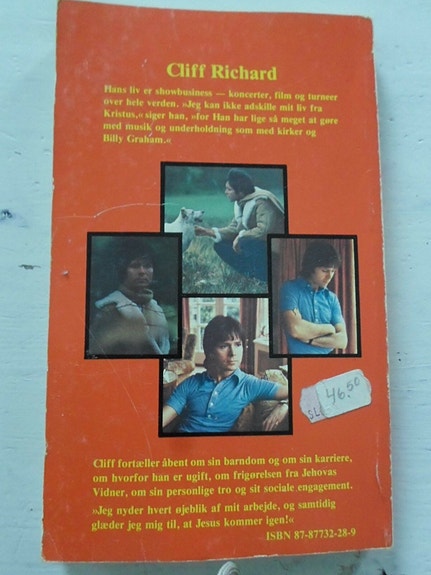 Cliff Richard
Hans liv er showbusiness — koncerter, film og turneer
over hele verden. »Jeg kan ikke adskille mit liv fra
Kristus,« siger han, »for Han har lige så meget at gøre
med musik og underholdning som med kirker og
Billy Graham.«
46.50
SL
Cliff fortæller åbent om sin barndom og om sin karriere,
om hvorfor han er ugift, om frigørelsen fra Jehovas
Vidner, om sin personlige tro og sit sociale engagement.
»Jeg nyder hvert øjeblik af mit arbejde, og samtidig
glæder jeg mig til, at Jesus kommer igen!«
ISBN 87-87732-28-9